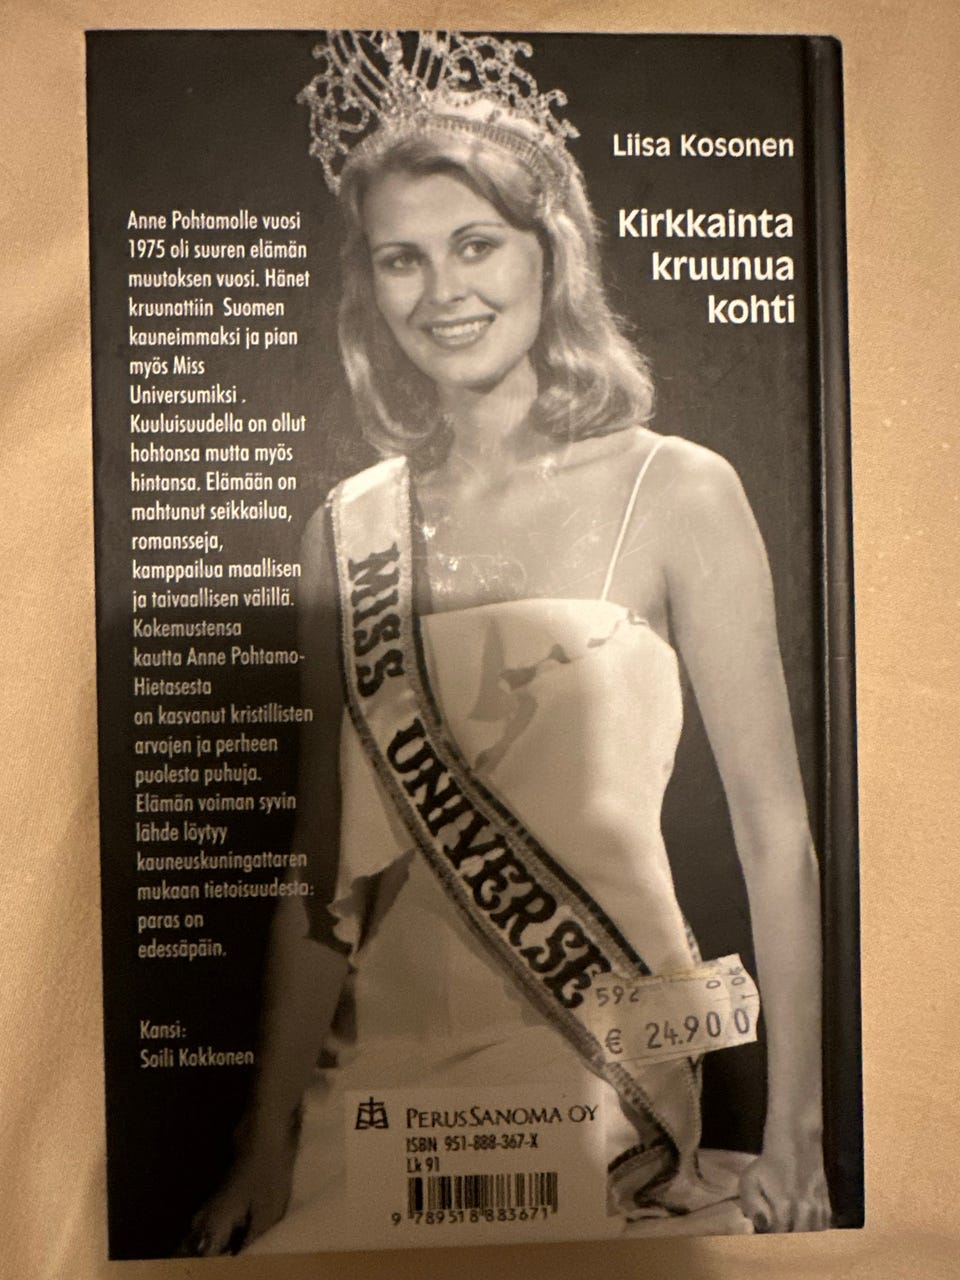 Liisa Kosonen
Kirkkainta
kruunua
kohti
Anne Pohtamolle vuosi
1975 oli suuren elämän
muutoksen vuosi. Hänet
kruunattiin Suomen
kauneimmaksi ja pian
myös Miss
Universumiksi .
Kuuluisuudella on ollut
hohtonsa mutta myös
hintansa. Elämään on
mahtunut seikkailua,
romansseja,
kamppailua maallisen
ja taivaallisen välillä.
Kokemustensa
kautta Anne Pohtamo-
Hietasesta
on kasvanut kristillisten
arvojen ja perheen
puolesta puhuja.
Elämän voiman syvin
lähde löytyy
kauneuskuningattaren
mukaan tietoisuudesta:
paras on
edessäpäin.
Kansi:
Soili Kokkonen
MISS UNIVERSE
592
€ 24.90 0
PERUSSANOMA OY
ISBN 951-888-367-X
Lk 91
9 789518 883671